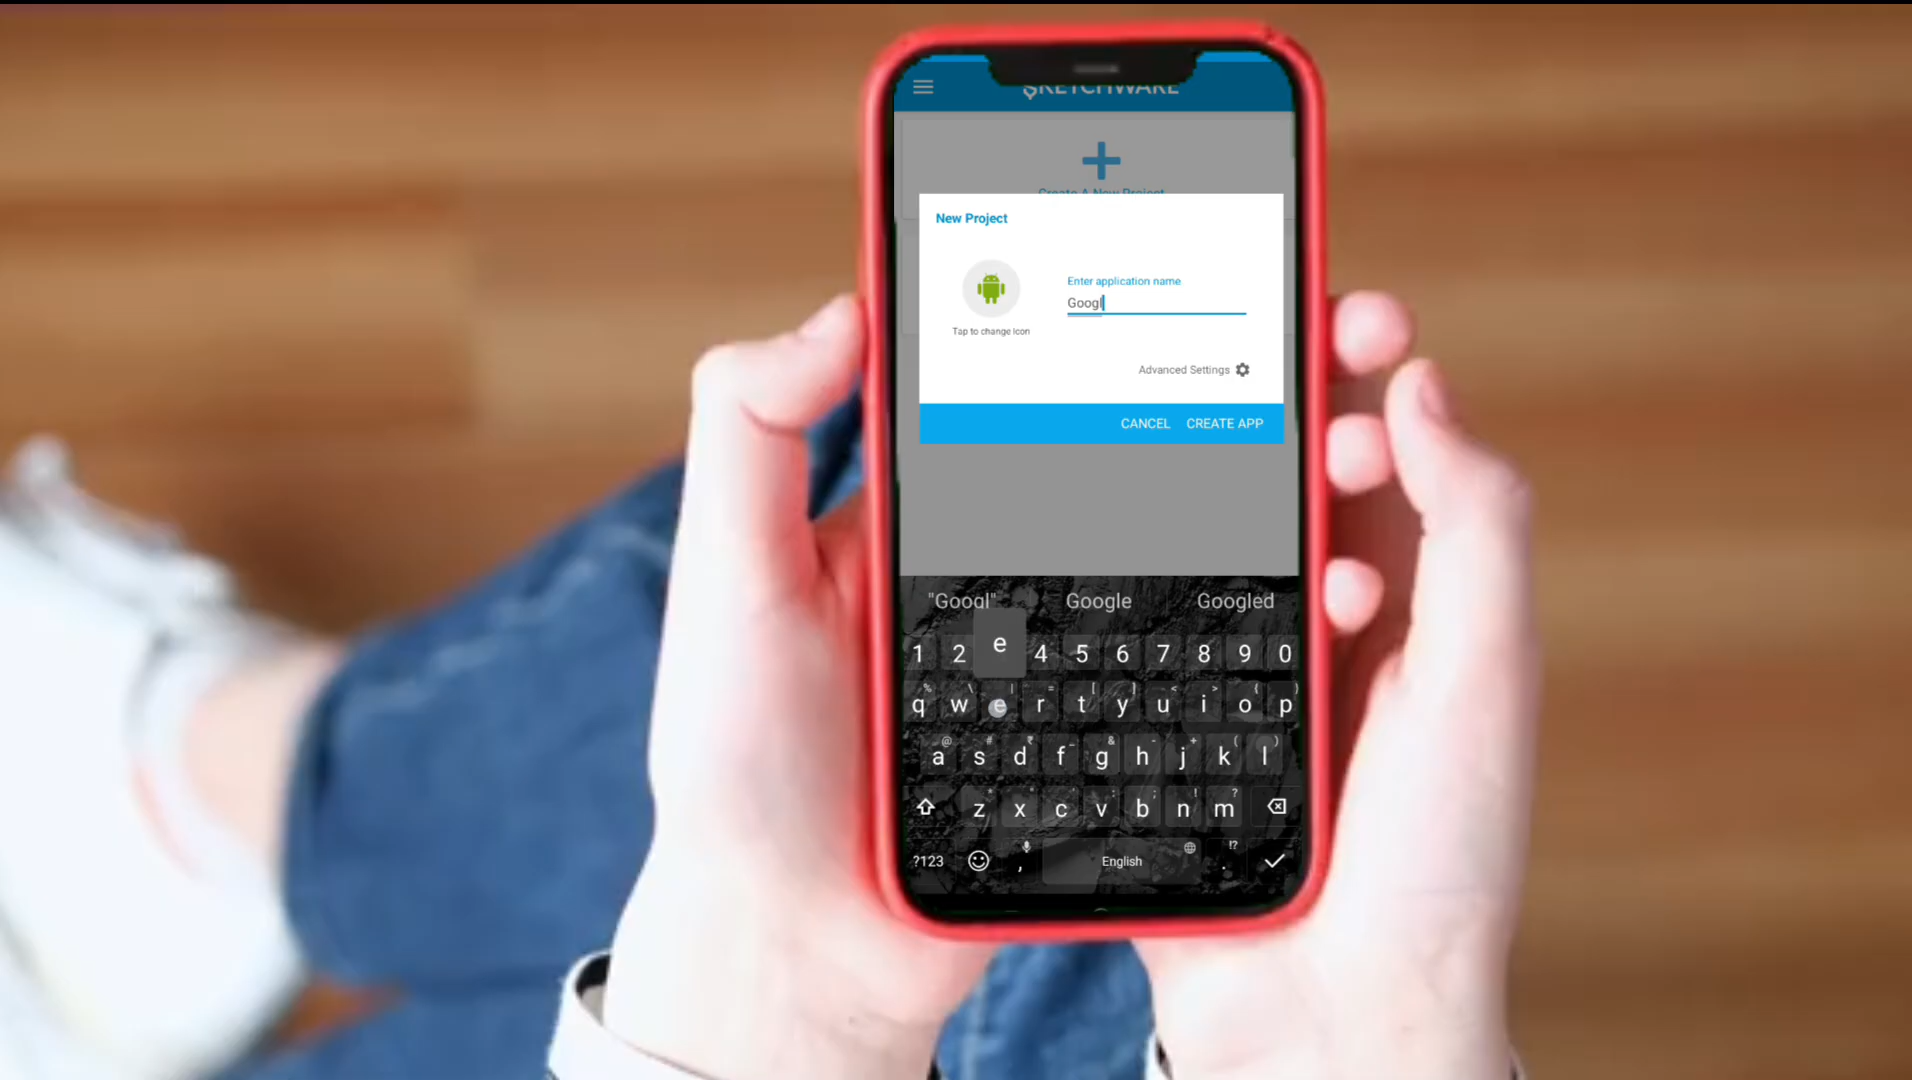 SKETCHWARE
Create A New Project
New Project
Enter application name
Googl
Tap to change Icon
Advanced Settings
CANCEL CREATE APP
"Googl" Google Googled
e
1 2 4 5 6 7 8 9 0
% \ | = [ ] < > { }
q w e r t y u i o p
@ # ₹ _ & - + ( )
a s d f g h j k l
* " ' : ; ! ?
z x c v b n m
?123 , English . !?